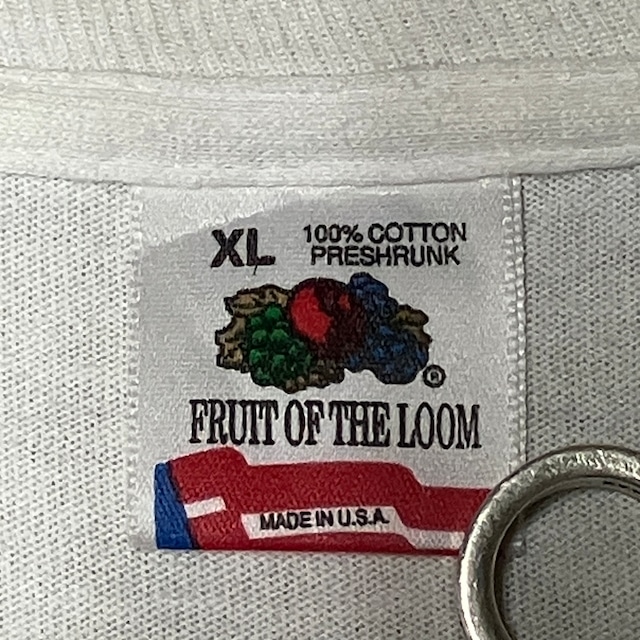 XL
100% COTTON
PRESHRUNK
®
FRUIT OF THE LOOM
MADE IN U.S.A.